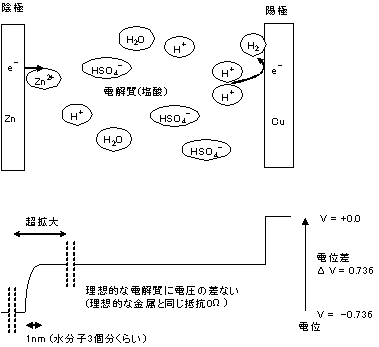 陰極
陽極
H₂O
H⁺
H₂
e⁻
Zn²⁺
HSO₄⁻
H⁺
e⁻
電解質(塩酸)
H⁺
Zn
H⁺
HSO₄⁻
Cu
H₂O
HSO₄⁻
超拡大
V = +0.0
電位差
Δ V = 0.736
理想的な電解質に電圧の差ない
(理想的な金属と同じ抵抗0Ω)
V = −0.736
電位
1nm (水分子3個分くらい)